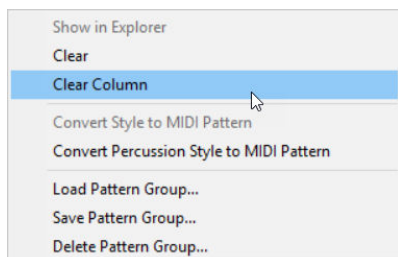 Show in Explorer
Clear
Clear Column
Convert Style to MIDI Pattern
Convert Percussion Style to MIDI Pattern
Load Pattern Group...
Save Pattern Group...
Delete Pattern Group...